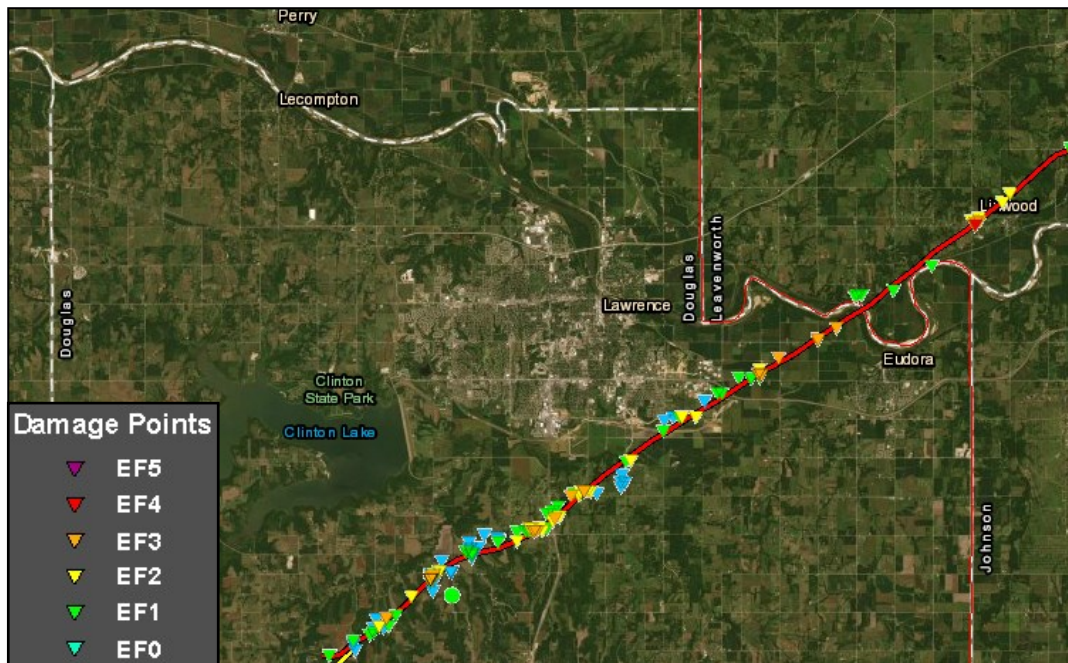 Perry
Lecompton
Linwood
Douglas
Leavenworth
Douglas
Lawrence
Eudora
Clinton
State Park
Clinton Lake
Johnson
Damage Points
EF5
EF4
EF3
EF2
EF1
EF0